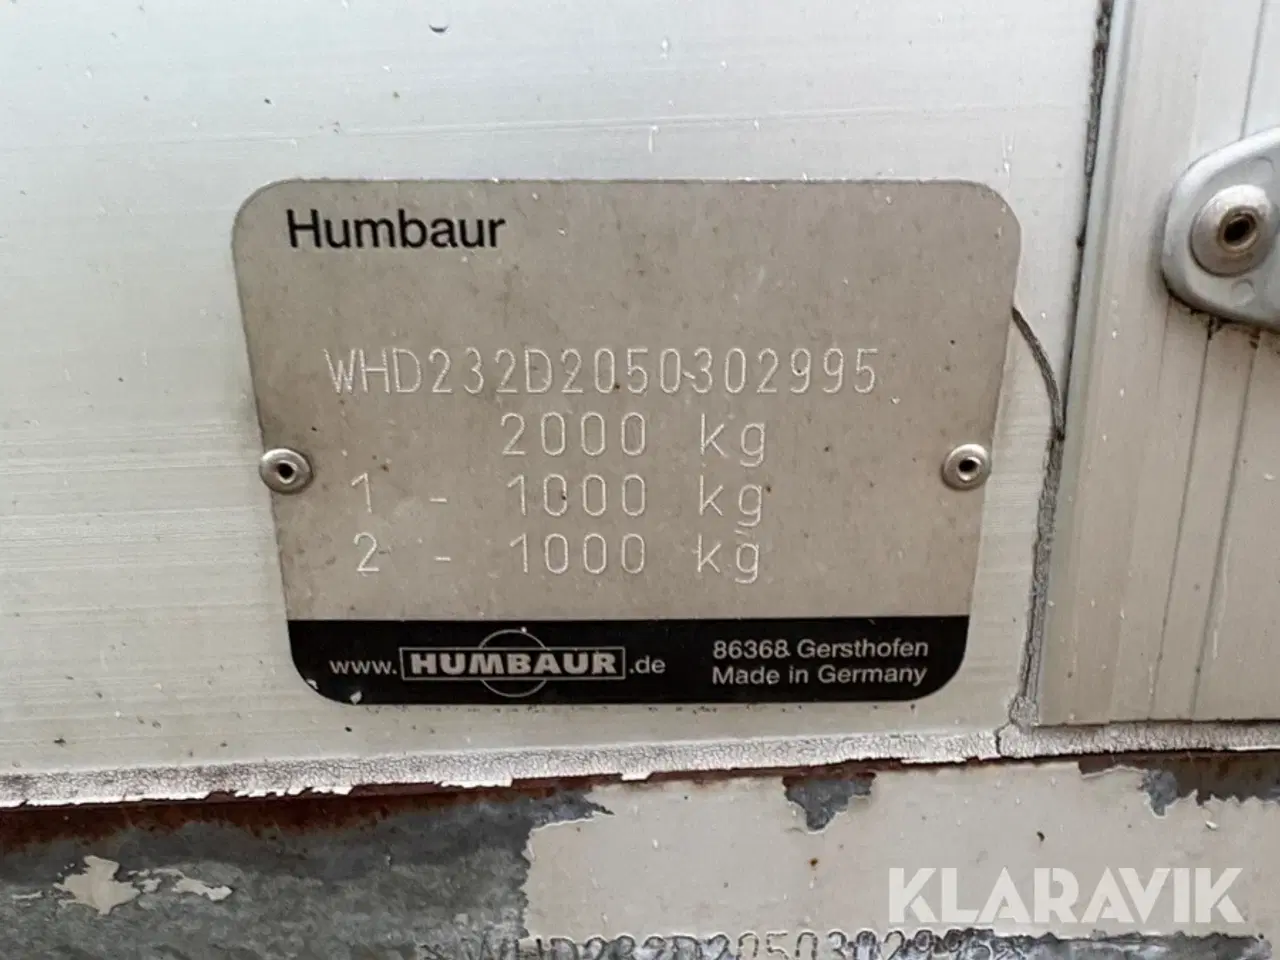 Humbaur
WHD232D2050302995
2000 kg
1 - 1000 kg
2 - 1000 kg
www.HUMBAUR.de
86368 Gersthofen
Made in Germany
KLARAVIK
*WHD232D2050302995*